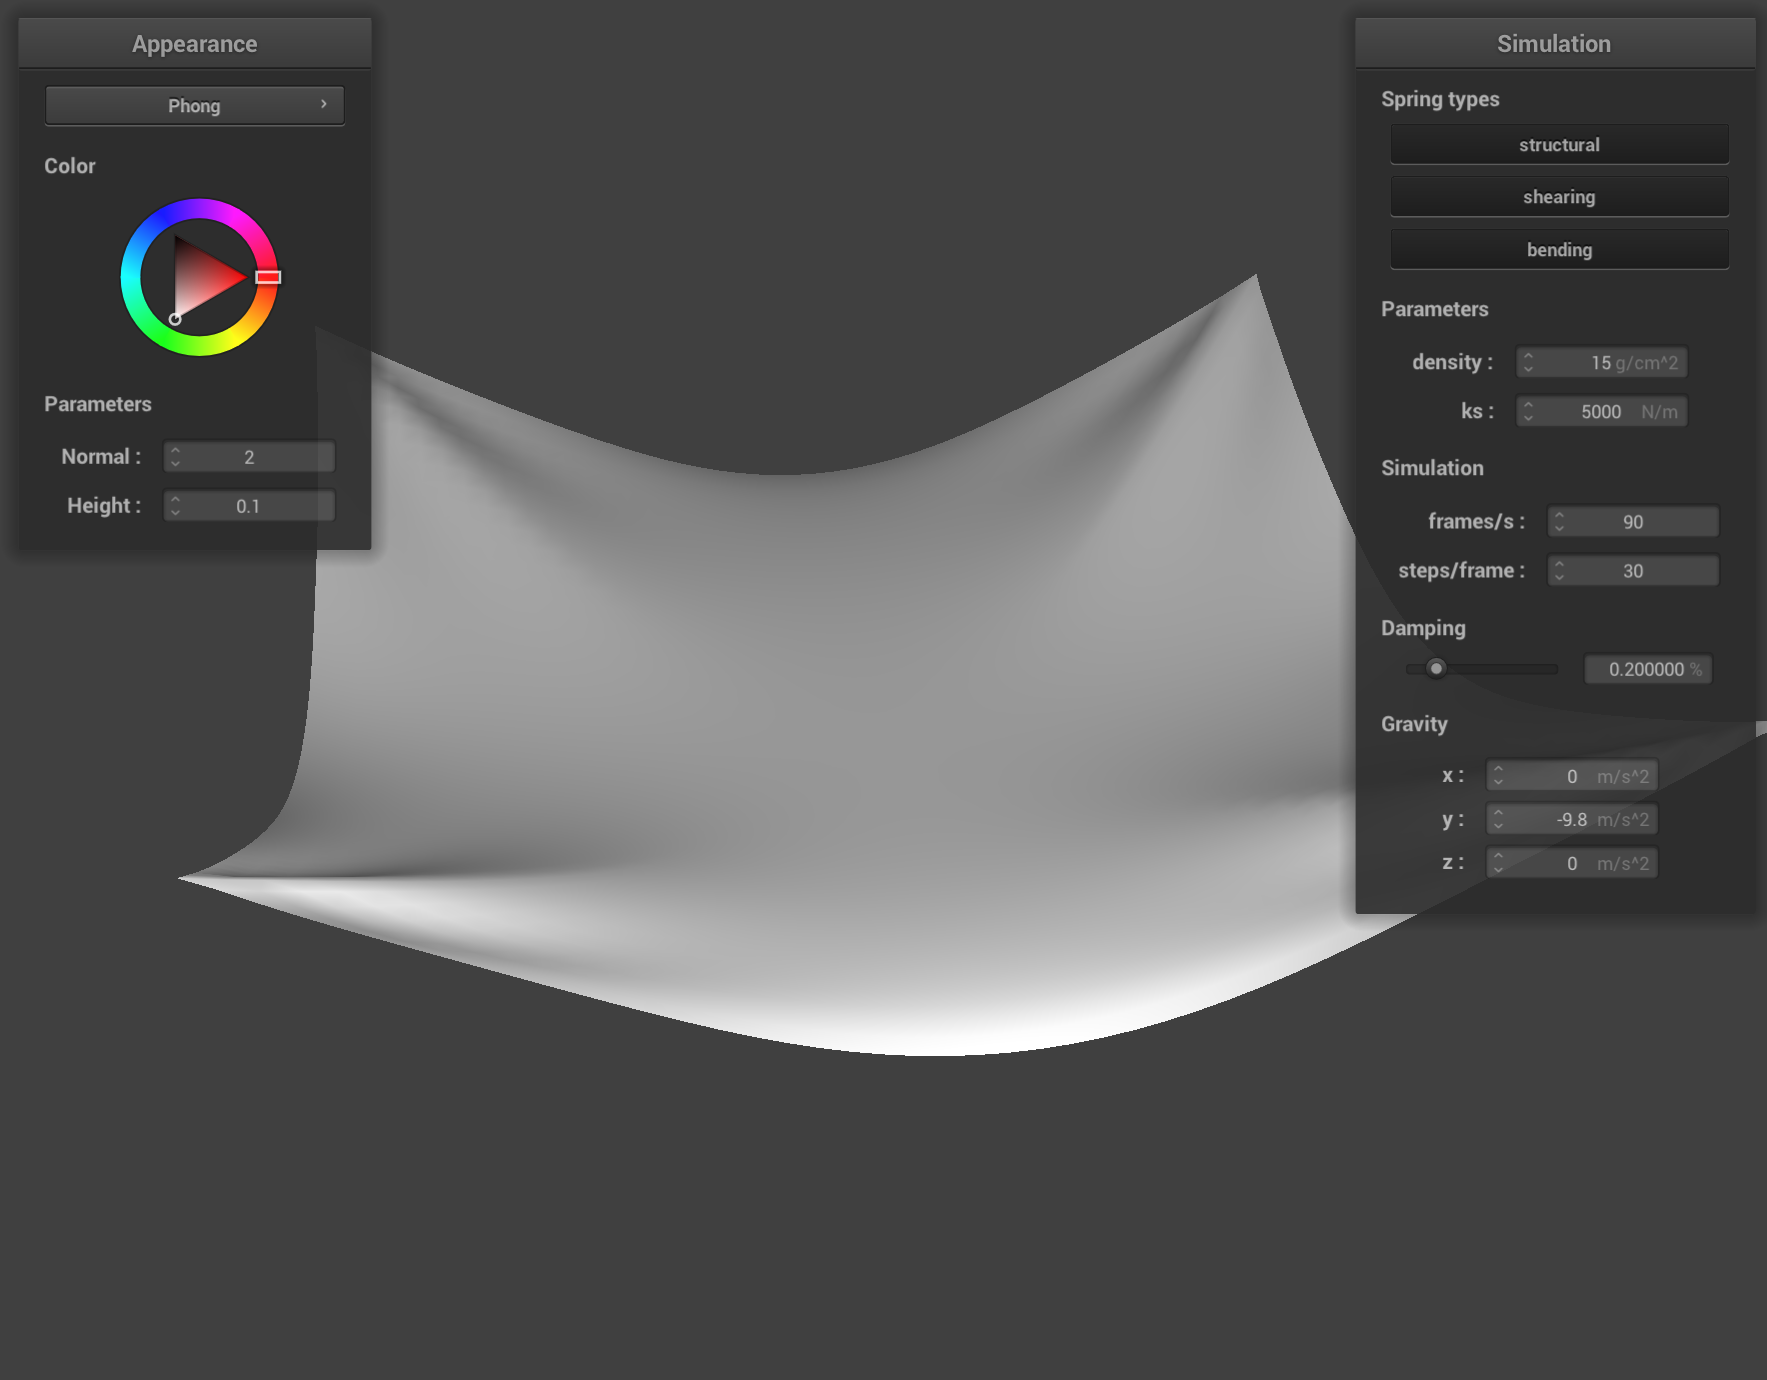 Appearance
Phong
Color
Parameters
Normal : 2
Height : 0.1
Simulation
Spring types
structural
shearing
bending
Parameters
density : 15 g/cm^2
ks : 5000 N/m
Simulation
frames/s : 90
steps/frame : 30
Damping
0.200000 %
Gravity
x : 0 m/s^2
y : -9.8 m/s^2
z : 0 m/s^2